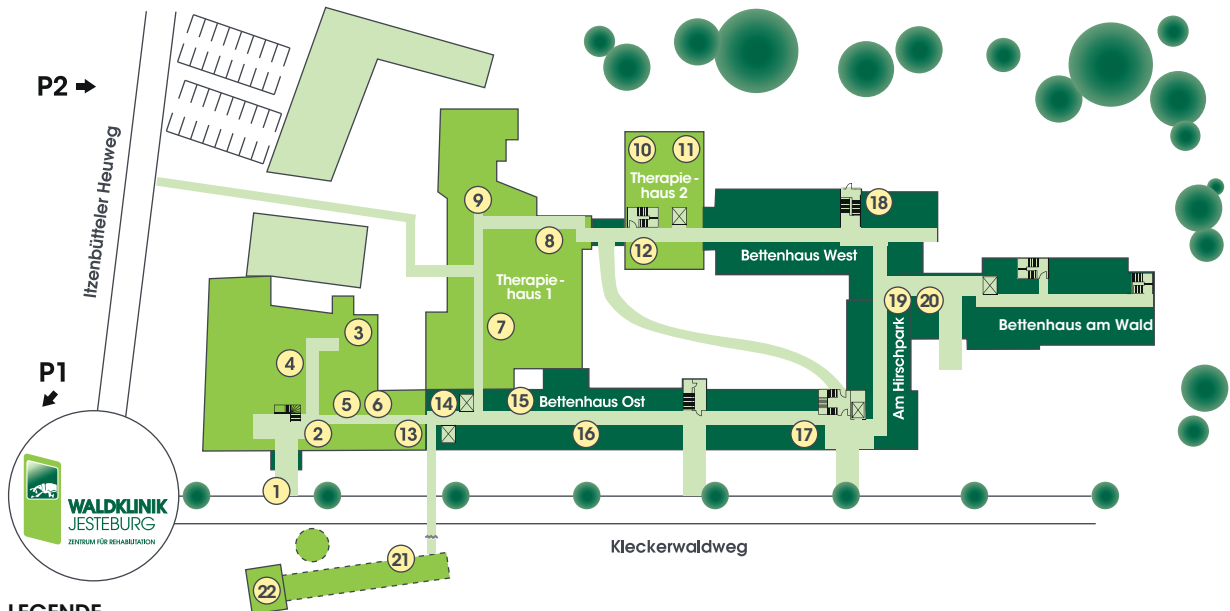 P2
Itzenbütteler Heuweg
10
11
Therapie-
haus 2
9
18
8
12
Bettenhaus West
Therapie-
haus 1
19
20
7
3
Bettenhaus am Wald
4
Am Hirschpark
P1
5
6
14
15
Bettenhaus Ost
2
13
16
17
1
WALDKLINIK
JESTEBURG
ZENTRUM FÜR REHABILITATION
Kleckerwaldweg
21
22
LEGENDE